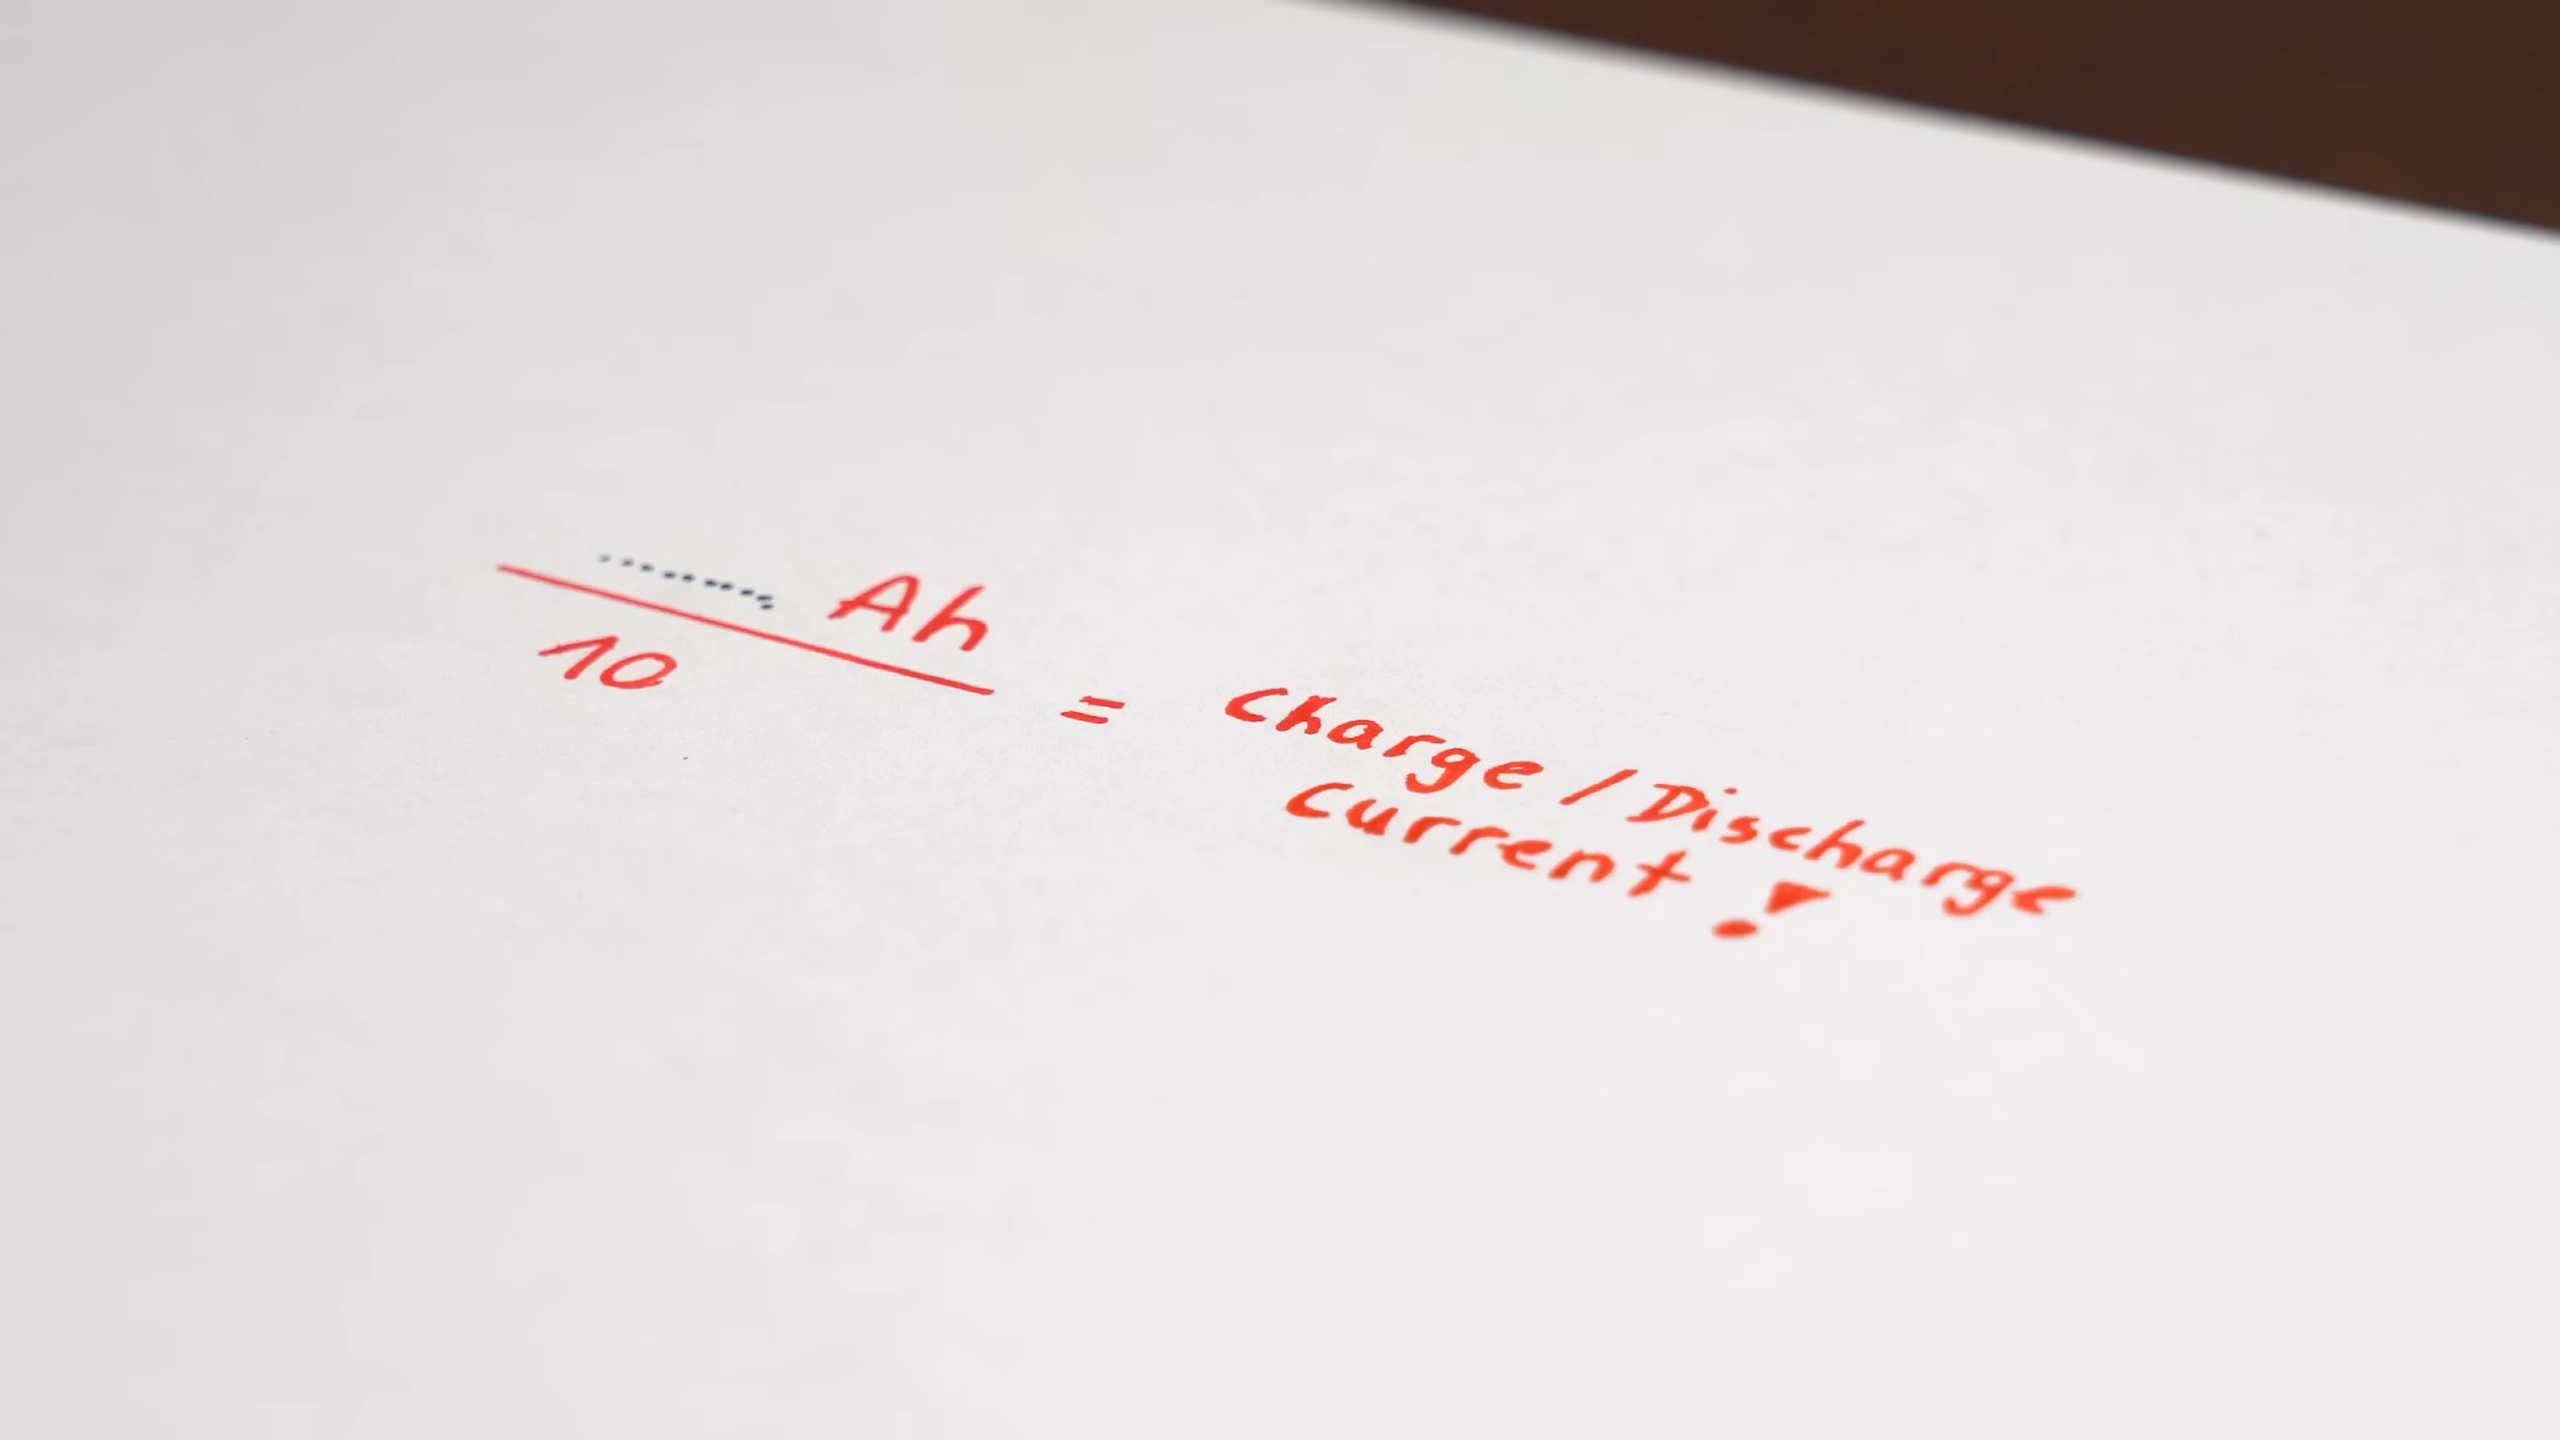 ......... Ah
10
= Charge / Discharge
Current!